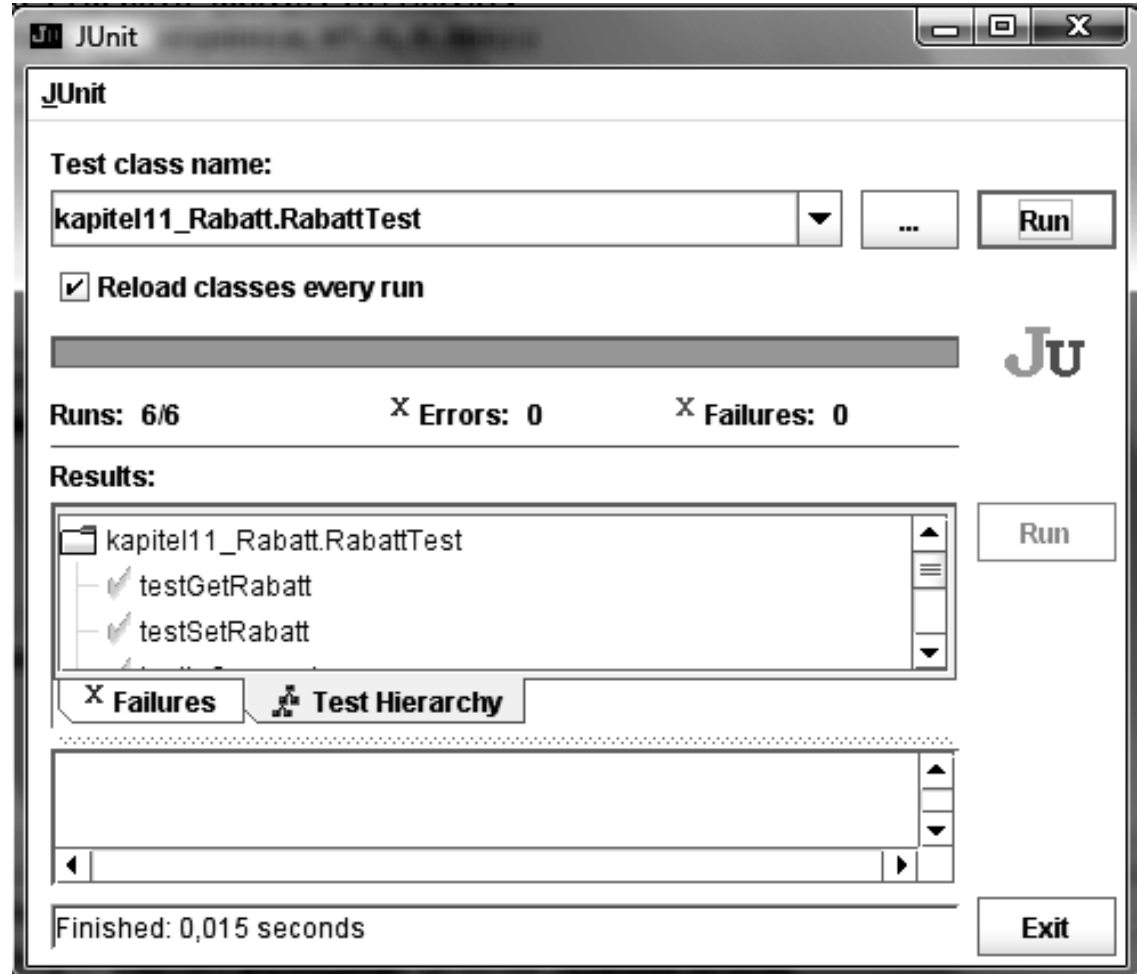 JU JUnit
JUnit
Test class name:
kapitel11_Rabatt.RabattTest
...
Run
Reload classes every run
JU
Runs: 6/6 X Errors: 0 X Failures: 0
Results:
kapitel11_Rabatt.RabattTest
Run
testGetRabatt
testSetRabatt
X Failures Test Hierarchy
Finished: 0,015 seconds
Exit